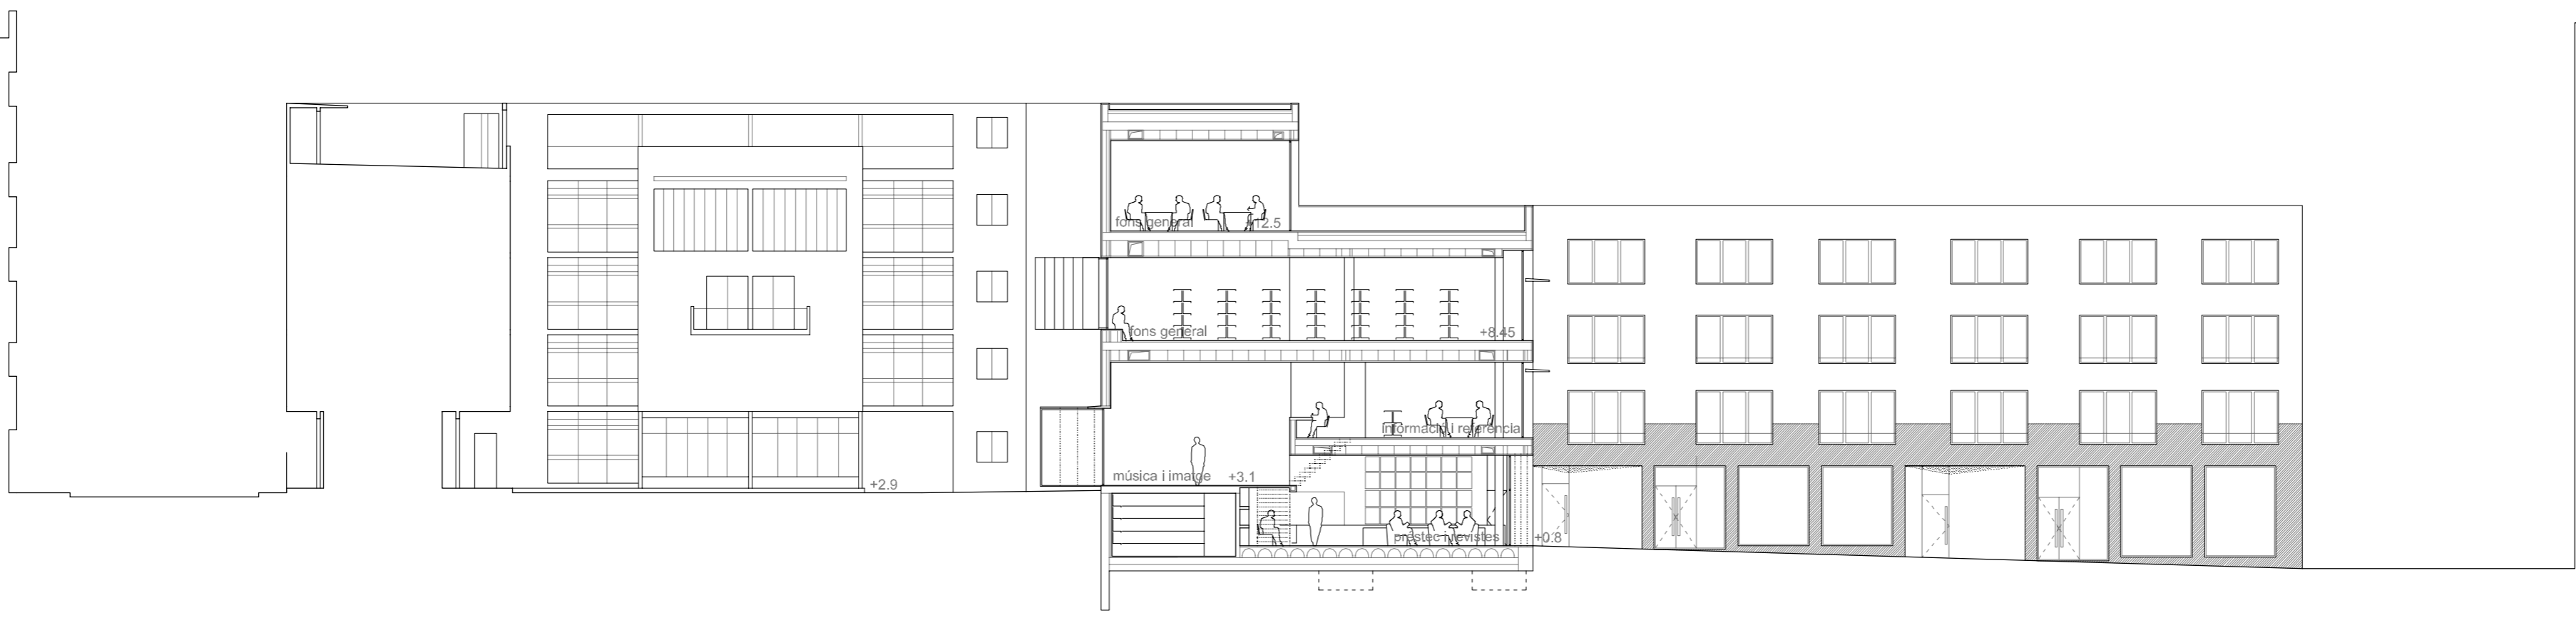 fons general +12.5
fons general +8.45
informació i referència
música i imatge +3.1
+2.9
préstec i revistes +0.8